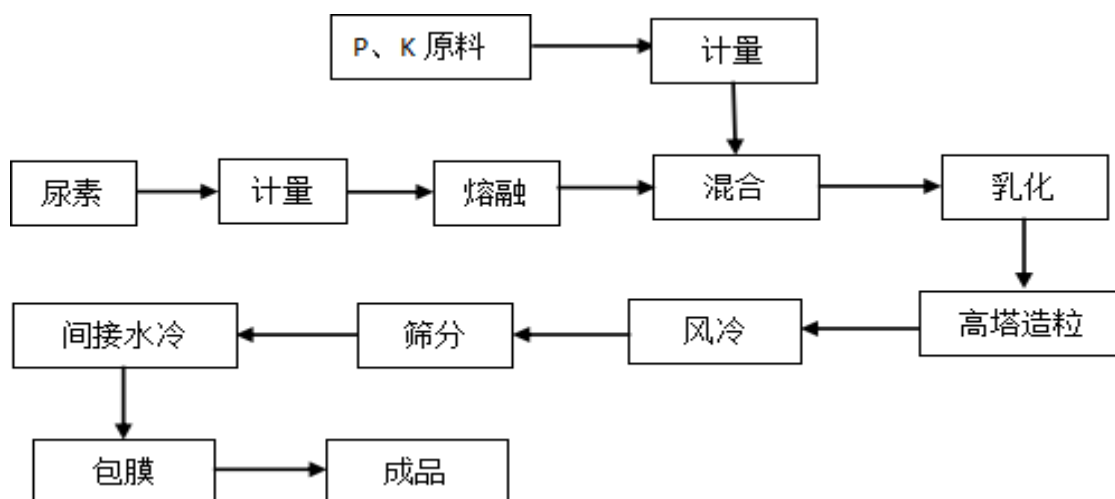 P、K 原料
计量
尿素
计量
熔融
混合
乳化
间接水冷
筛分
风冷
高塔造粒
包膜
成品